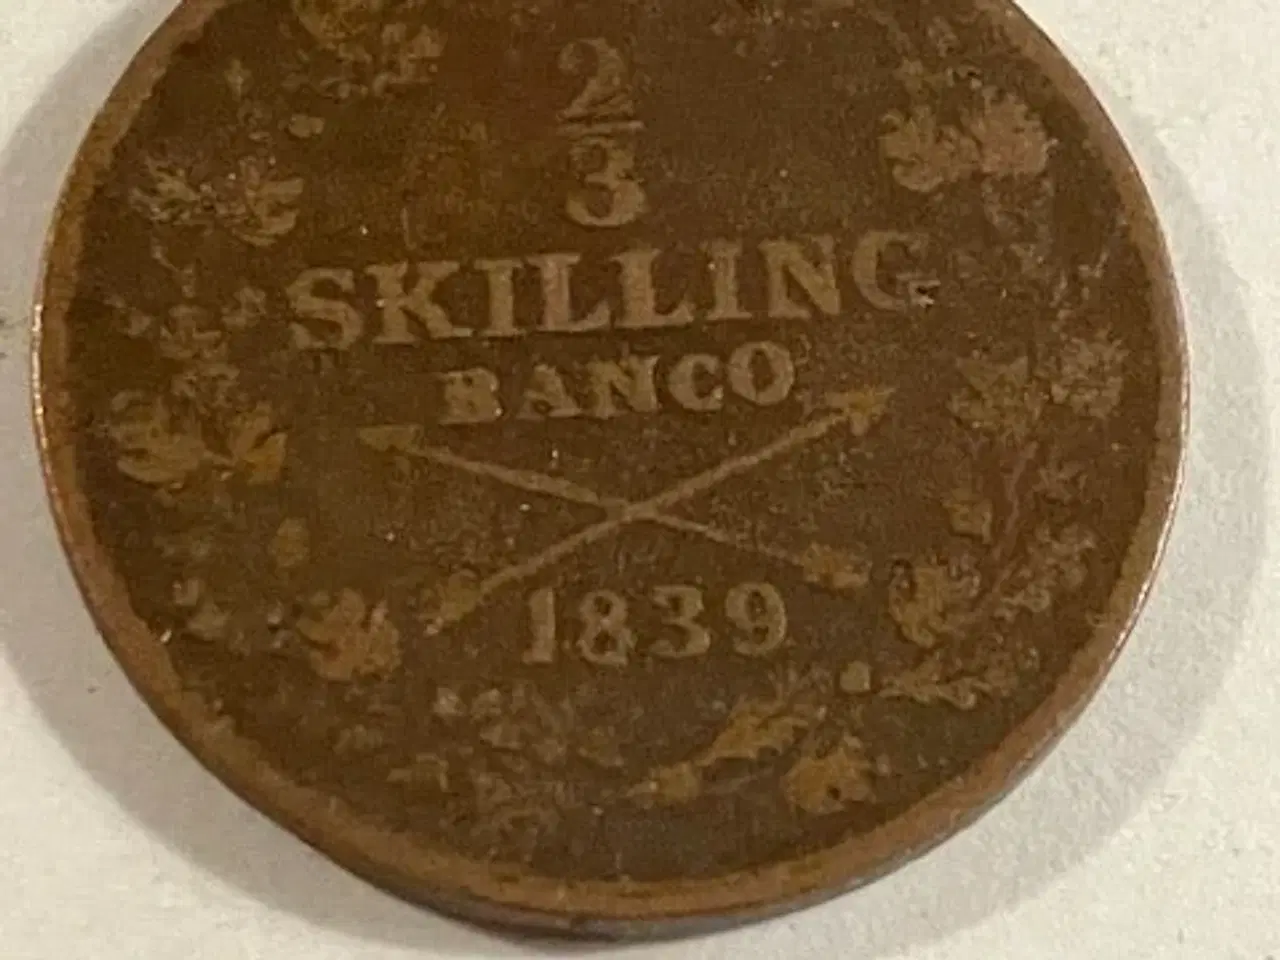 2/3
SKILLING
BANCO
1839